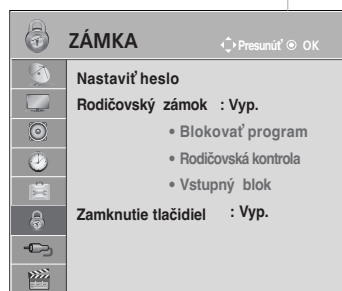 ZÁMKA
Presunúť OK
Nastaviť heslo
Rodičovský zámok : Vyp.
• Blokovať program
• Rodičovská kontrola
• Vstupný blok
Zamknutie tlačidiel : Vyp.